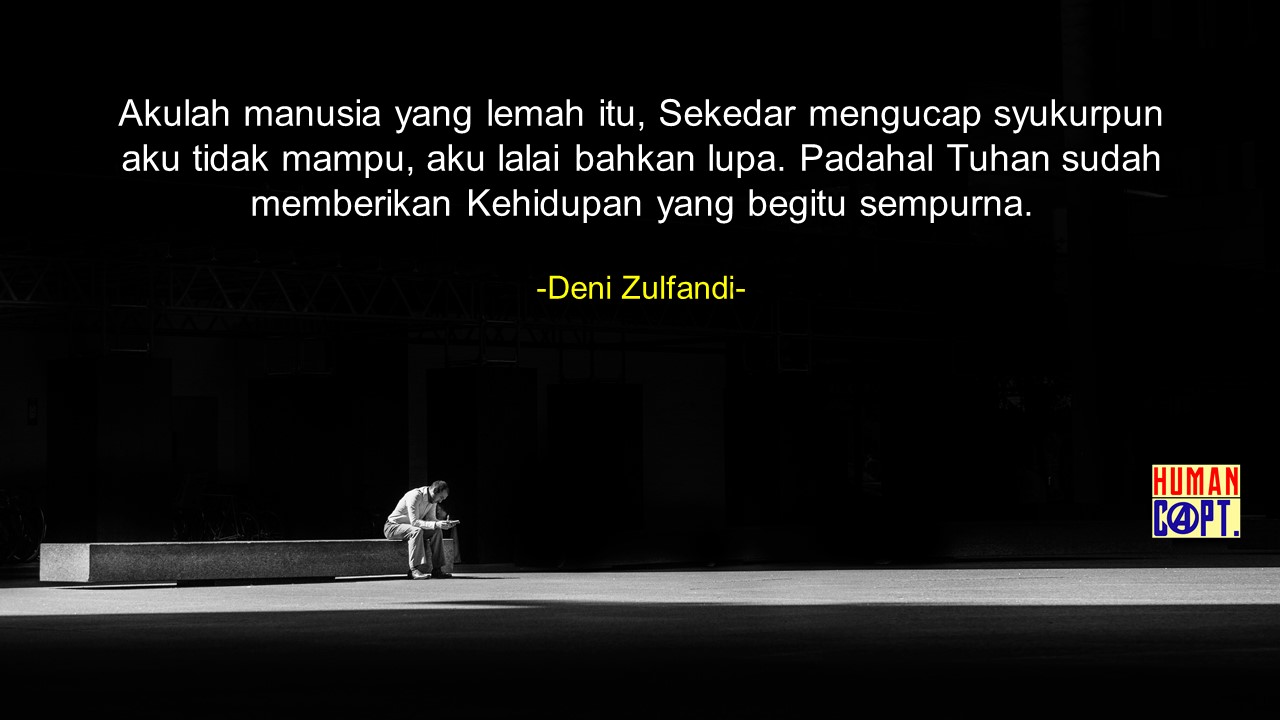 Akulah manusia yang lemah itu, Sekedar mengucap syukurpun
aku tidak mampu, aku lalai bahkan lupa. Padahal Tuhan sudah
memberikan Kehidupan yang begitu sempurna.
-Deni Zulfandi-
HUMAN
CAPT.